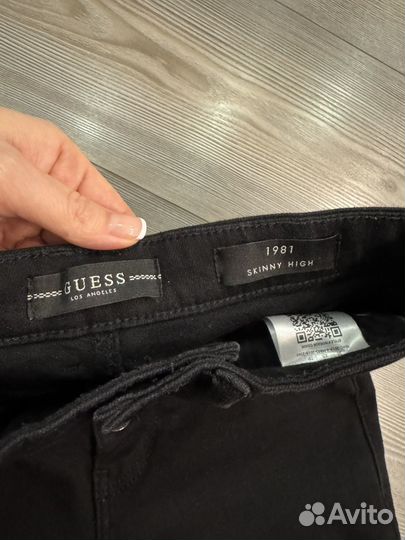 GUESS
LOS ANGELES
1981
SKINNY HIGH
Avito